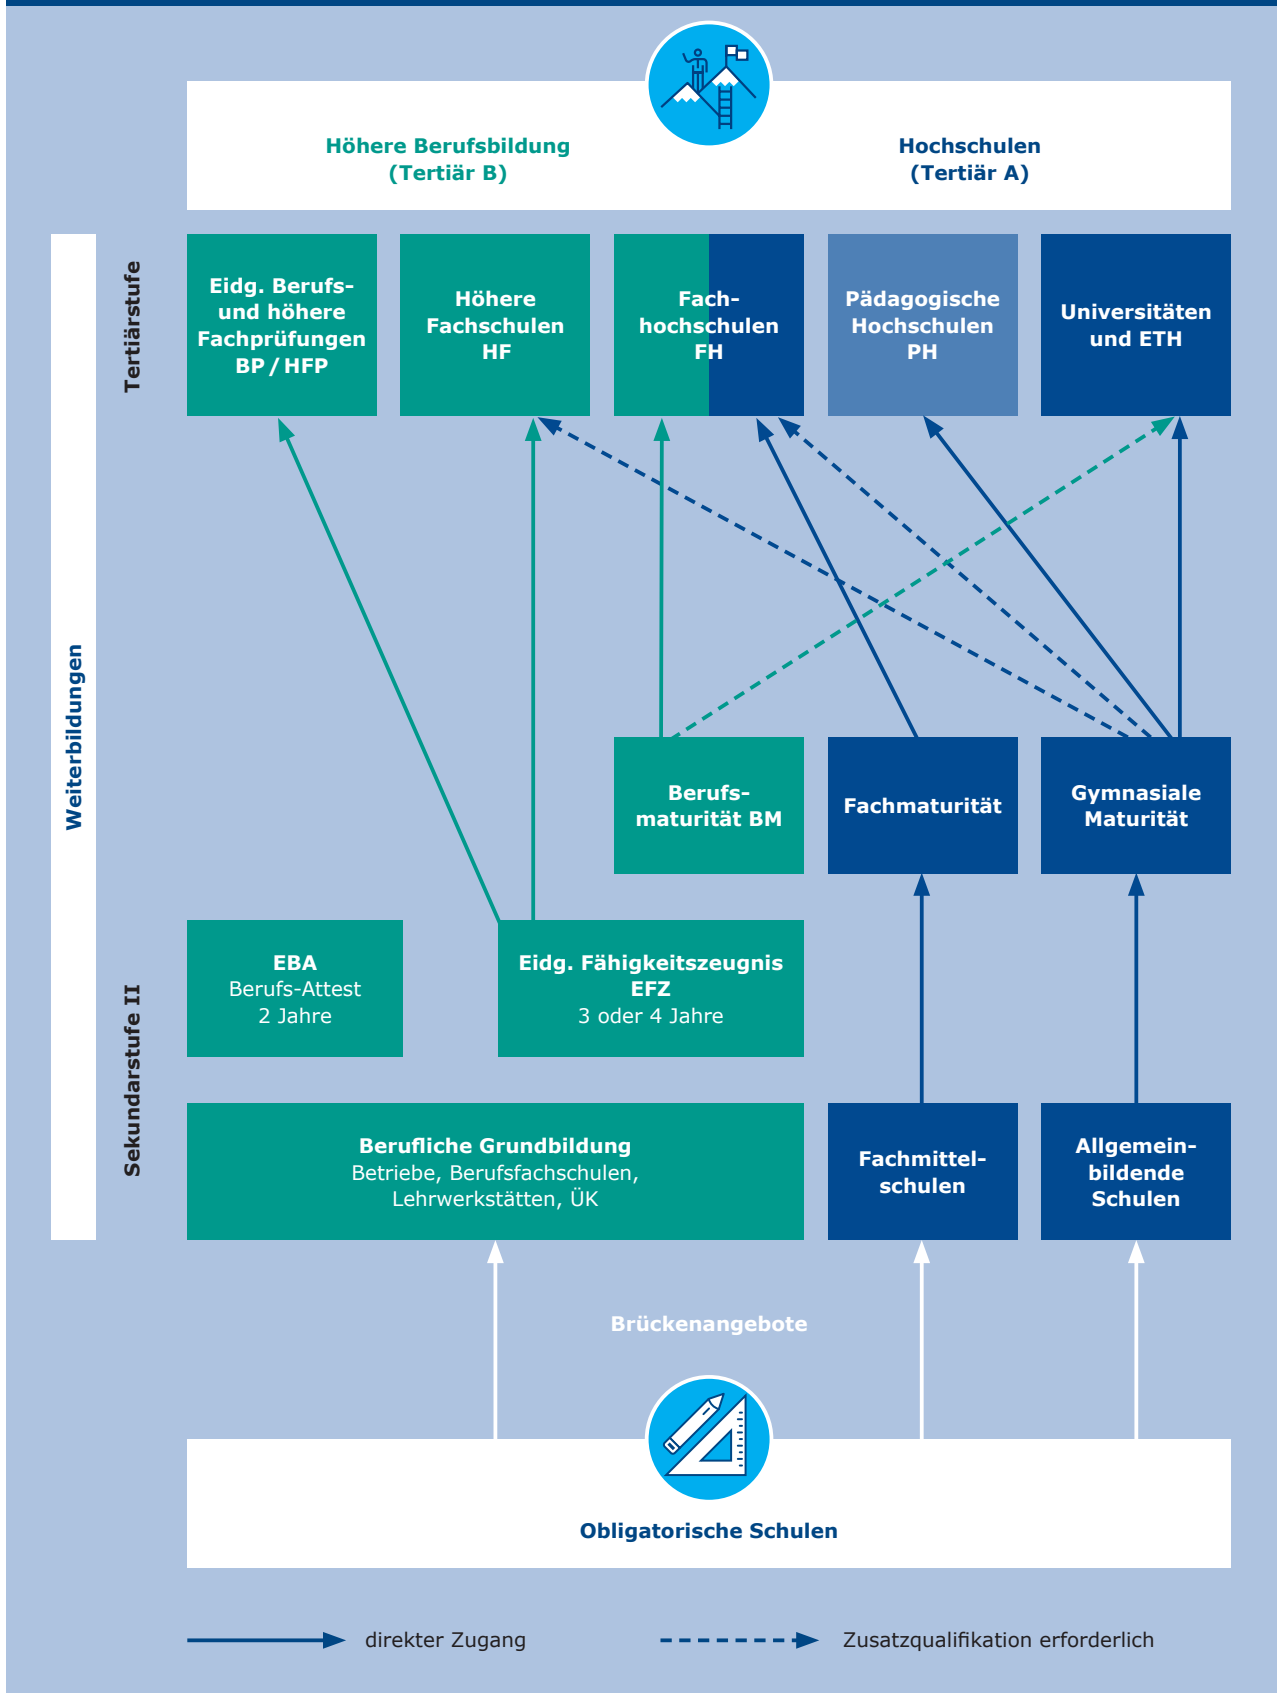 Höhere Berufsbildung
(Tertiär B)
Hochschulen
(Tertiär A)
Weiterbildungen
Tertiärstufe
Eidg. Berufs-
und höhere
Fachprüfungen
BP / HFP
Höhere
Fachschulen
HF
Fach-
hochschulen
FH
Pädagogische
Hochschulen
PH
Universitäten
und ETH
Berufs-
maturität BM
Fachmaturität
Gymnasiale
Maturität
Sekundarstufe II
EBA
Berufs-Attest
2 Jahre
Eidg. Fähigkeitszeugnis
EFZ
3 oder 4 Jahre
Berufliche Grundbildung
Betriebe, Berufsfachschulen,
Lehrwerkstätten, ÜK
Fachmittel-
schulen
Allgemein-
bildende
Schulen
Brückenangebote
Obligatorische Schulen
direkter Zugang
Zusatzqualifikation erforderlich